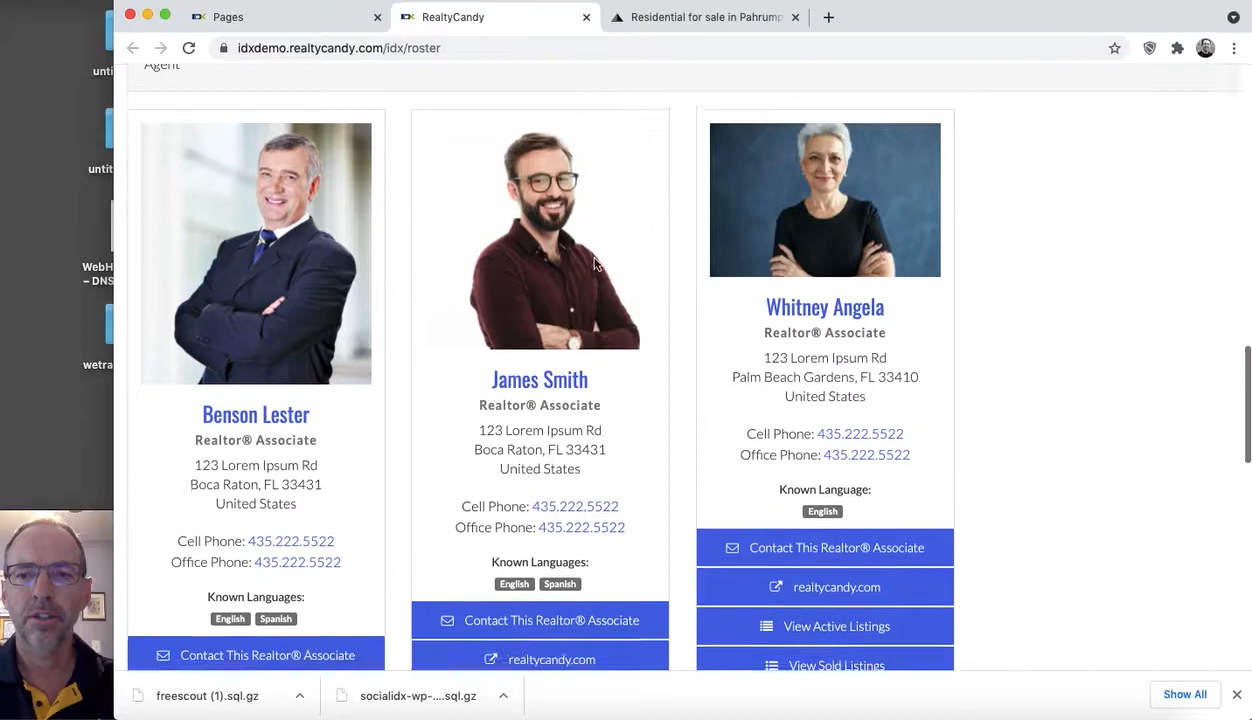 Pages
RealtyCandy
Residential for sale in Pahrump
idxdemo.realtycandy.com/idx/roster
Agent
Benson Lester
Realtor® Associate
123 Lorem Ipsum Rd
Boca Raton, FL 33431
United States
Cell Phone: 435.222.5522
Office Phone: 435.222.5522
Known Languages:
English Spanish
Contact This Realtor® Associate
James Smith
Realtor® Associate
123 Lorem Ipsum Rd
Boca Raton, FL 33431
United States
Cell Phone: 435.222.5522
Office Phone: 435.222.5522
Known Languages:
English Spanish
Contact This Realtor® Associate
realtycandy.com
Whitney Angela
Realtor® Associate
123 Lorem Ipsum Rd
Palm Beach Gardens, FL 33410
United States
Cell Phone: 435.222.5522
Office Phone: 435.222.5522
Known Language:
English
Contact This Realtor® Associate
realtycandy.com
View Active Listings
View Sold Listings
unti
untit
WebH
– DNS
wetra
freescout (1).sql.gz
socialidx-wp-....sql.gz
Show All